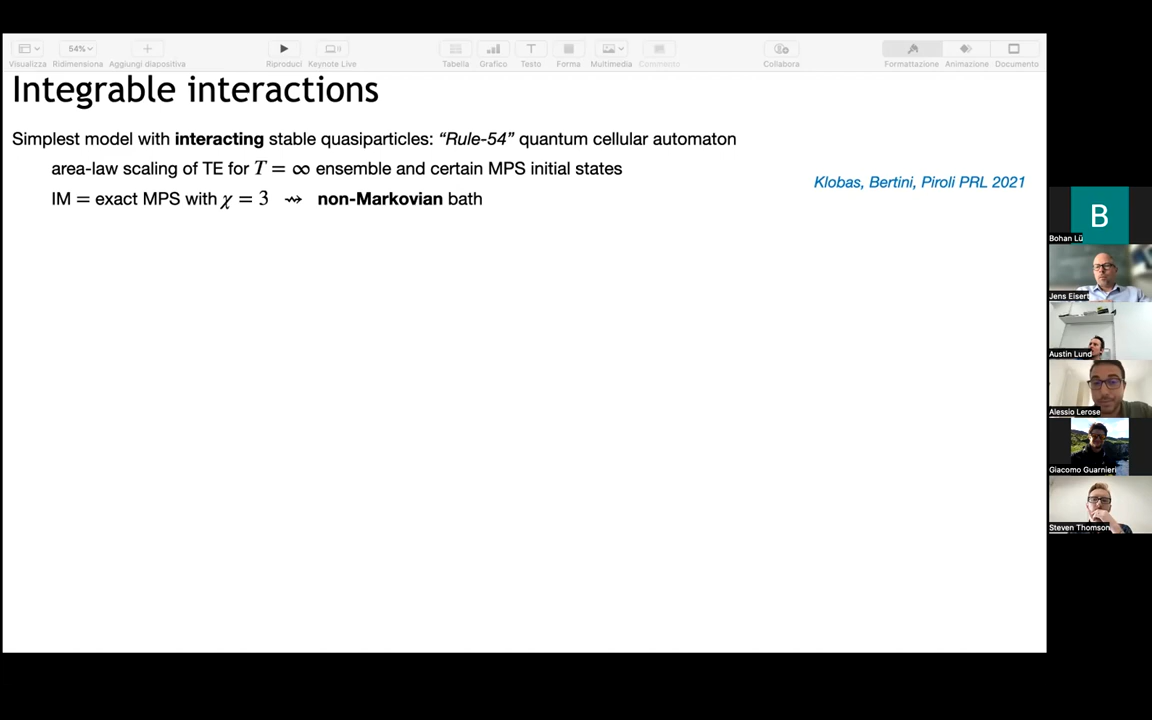 54%
Visualizza Ridimensiona Aggiungi diapositiva Riproduci Keynote Live Tabella Grafico Testo Forma Multimedia Commento Collabora Formattazione Animazione Documento
Integrable interactions
Simplest model with interacting stable quasiparticles: “Rule-54” quantum cellular automaton
area-law scaling of TE for T = ∞ ensemble and certain MPS initial states
Klobas, Bertini, Piroli PRL 2021
IM = exact MPS with χ = 3 ⇝ non-Markovian bath
B
Bohan Lü
Jens Eisert
Austin Lund
Alessio Lerose
Giacomo Guarnieri
Steven Thomson